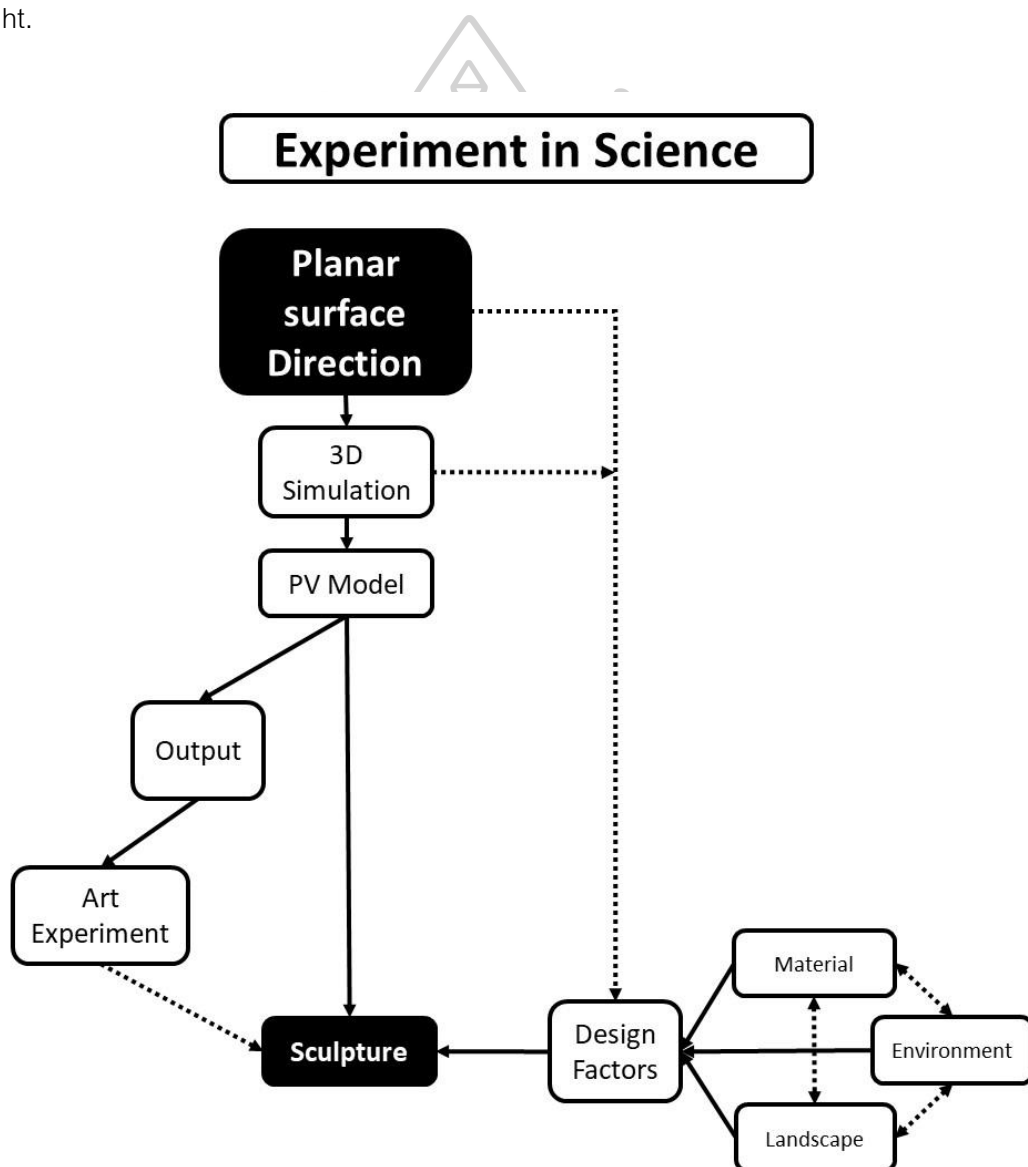 ht.
Experiment in Science
Planar
surface
Direction
3D
Simulation
PV Model
Output
Art
Experiment
Sculpture
Design
Factors
Material
Environment
Landscape